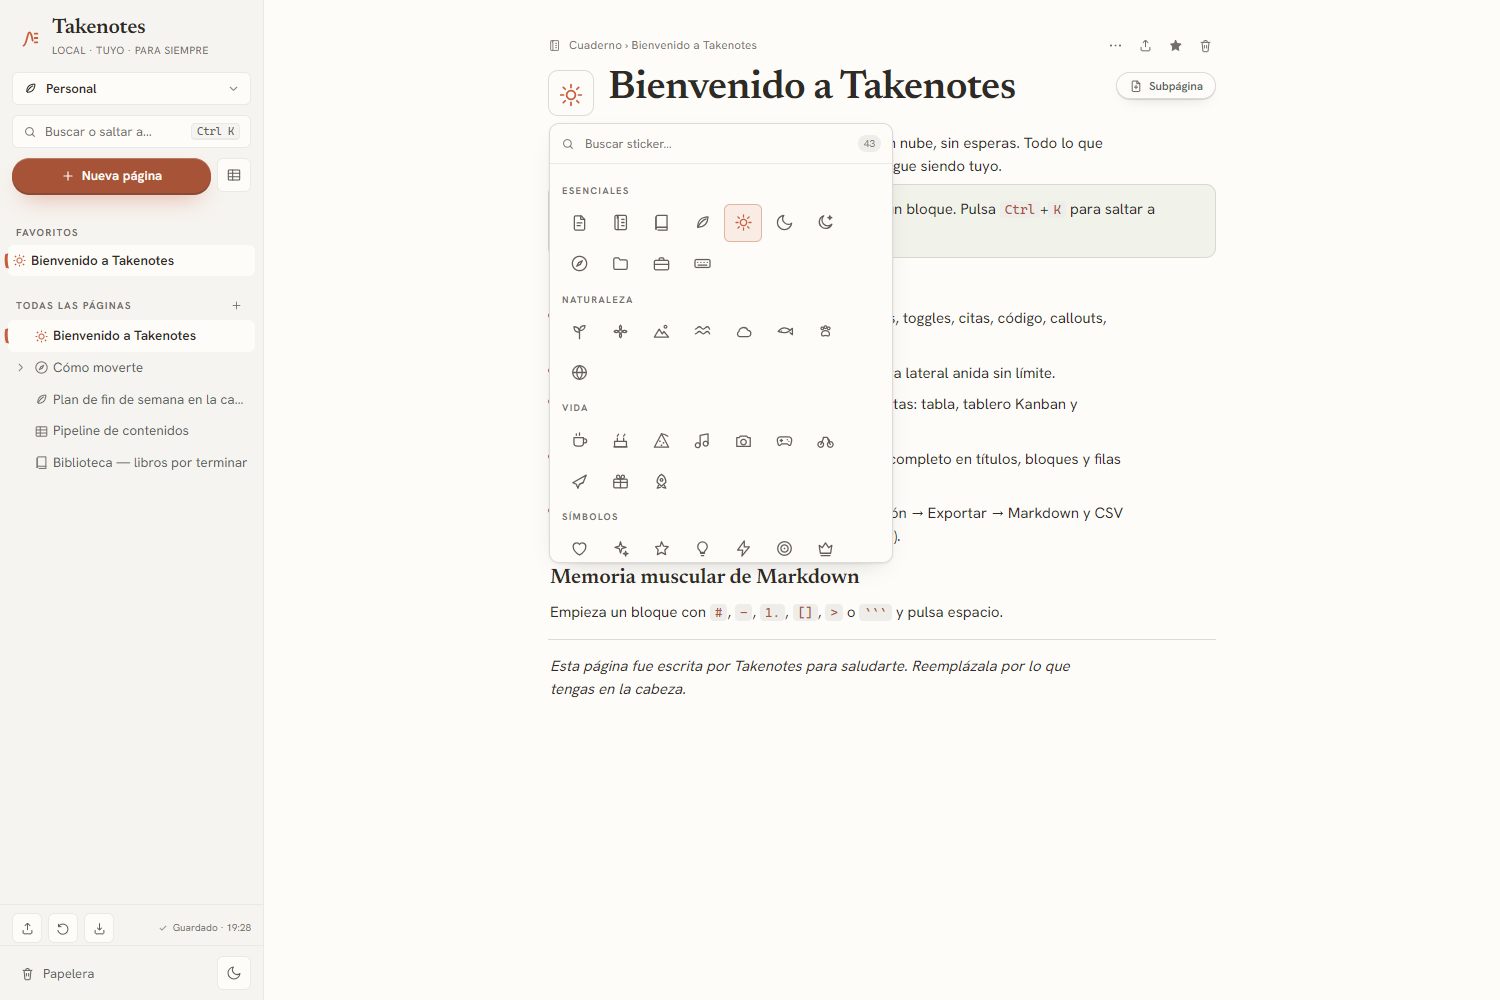 Takenotes
LOCAL · TUYO · PARA SIEMPRE
Personal
Buscar o saltar a...
Ctrl K
Nueva página
FAVORITOS
Bienvenido a Takenotes
TODAS LAS PÁGINAS
Bienvenido a Takenotes
Cómo moverte
Plan de fin de semana en la ca...
Pipeline de contenidos
Biblioteca — libros por terminar
Guardado · 19:28
Papelera
Cuaderno › Bienvenido a Takenotes
Bienvenido a Takenotes
Subpágina
Buscar sticker...
43
ESENCIALES
NATURALEZA
VIDA
SÍMBOLOS
nube, sin esperas. Todo lo que
gue siendo tuyo.
n bloque. Pulsa Ctrl + K para saltar a
s, toggles, citas, código, callouts,
a lateral anida sin límite.
tas: tabla, tablero Kanban y
completo en títulos, bloques y filas
ón → Exportar → Markdown y CSV
).
Memoria muscular de Markdown
Empieza un bloque con #, -, 1., [], > o ``` y pulsa espacio.
Esta página fue escrita por Takenotes para saludarte. Reemplázala por lo que
tengas en la cabeza.